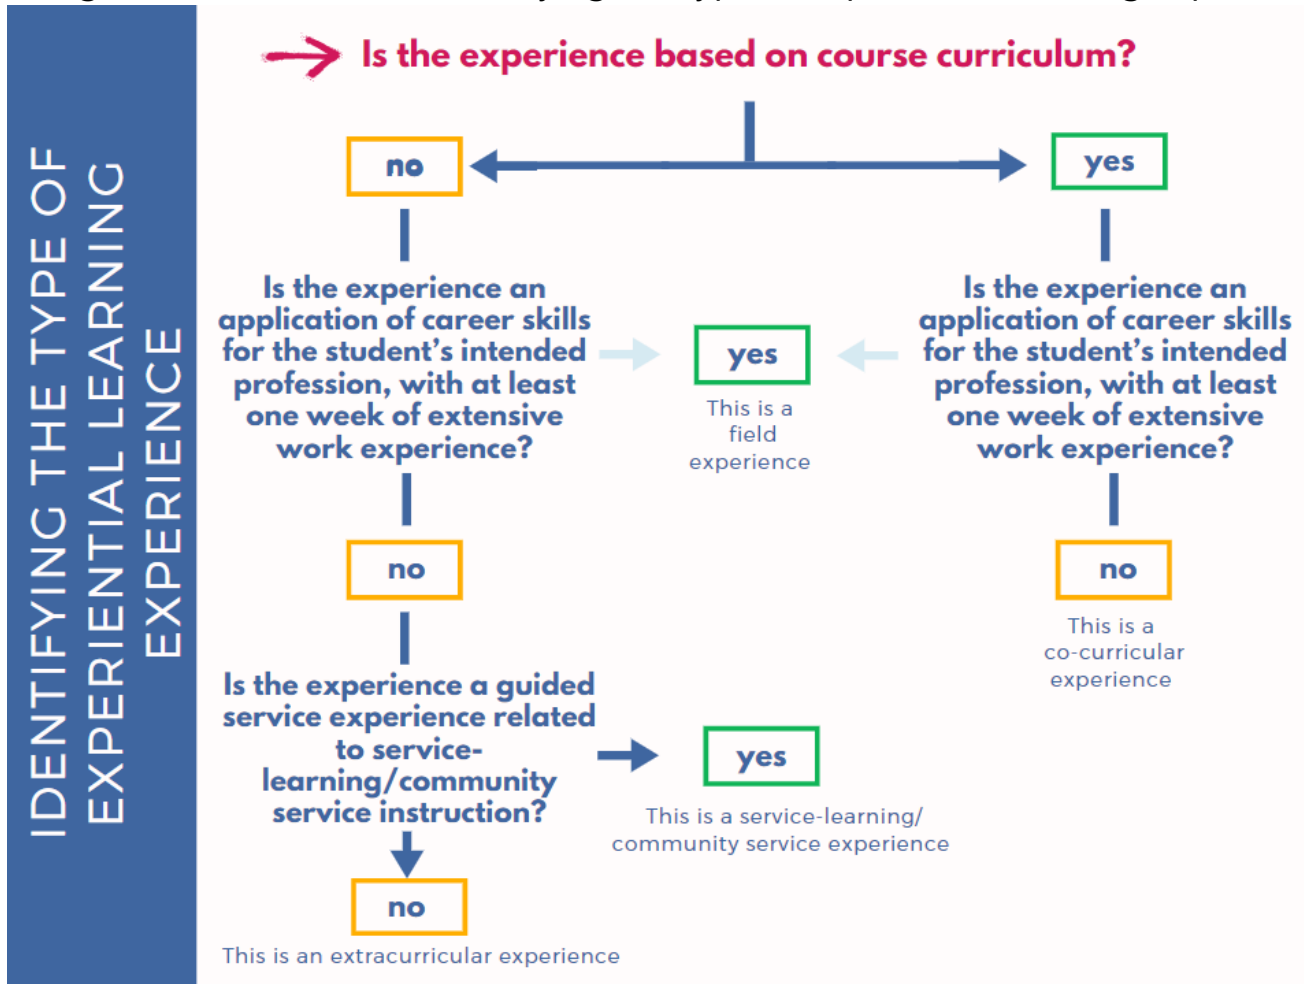 IDENTIFYING THE TYPE OF
EXPERIENTIAL LEARNING
EXPERIENCE
Is the experience based on course curriculum?
no
yes
Is the experience an
application of career skills
for the student's intended
profession, with at least
one week of extensive
work experience?
yes
This is a
field
experience
Is the experience an
application of career skills
for the student's intended
profession, with at least
one week of extensive
work experience?
no
no
This is a
co-curricular
experience
Is the experience a guided
service experience related
to service-
learning/community
service instruction?
yes
This is a service-learning/
community service experience
no
This is an extracurricular experience